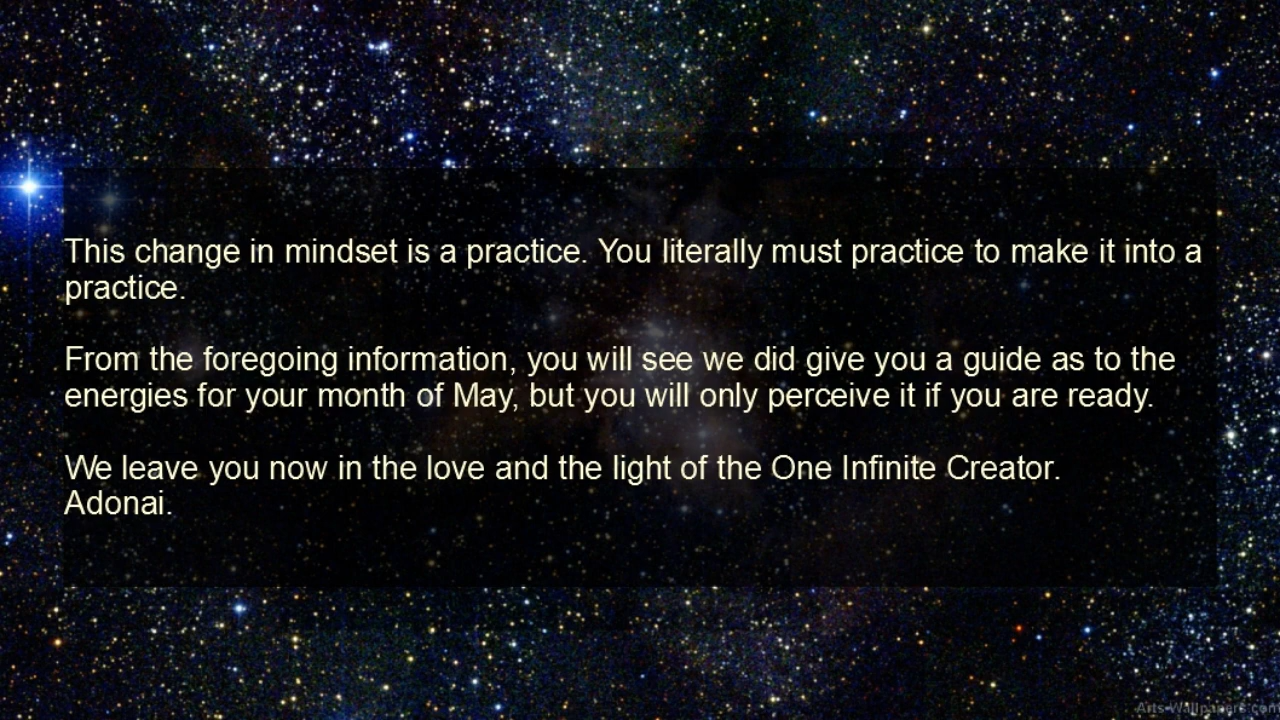 This change in mindset is a practice. You literally must practice to make it into a
practice.
From the foregoing information, you will see we did give you a guide as to the
energies for your month of May, but you will only perceive it if you are ready.
We leave you now in the love and the light of the One Infinite Creator.
Adonai.
Arts-Wallpapers.com